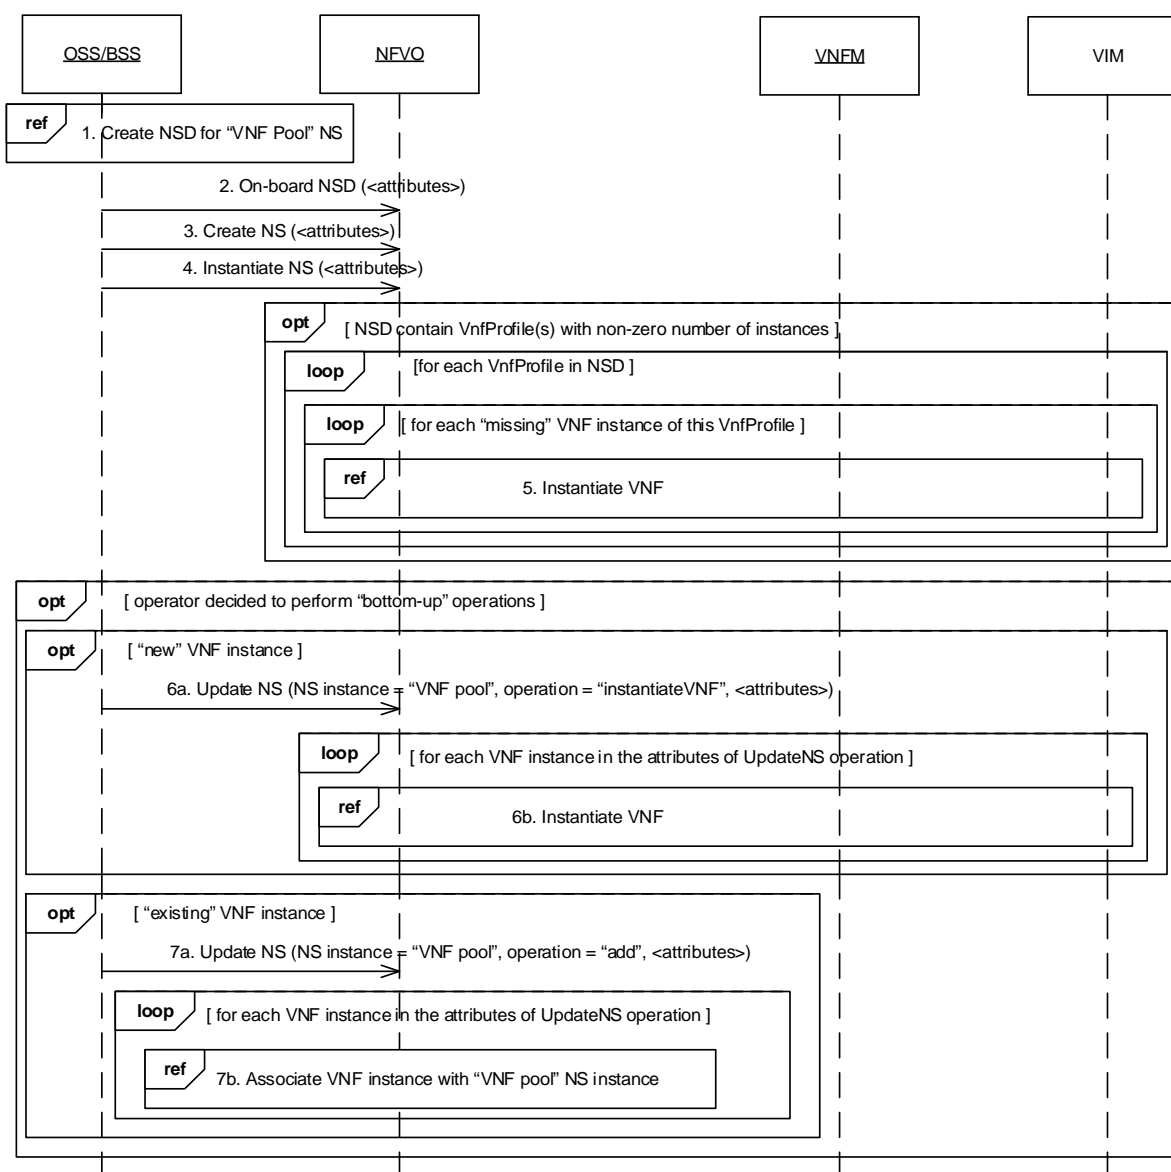 OSS/BSS
NFVO
VNFM
VIM
ref
1. Create NSD for “VNF Pool” NS
2. On-board NSD (<attributes>)
3. Create NS (<attributes>)
4. Instantiate NS (<attributes>)
opt
[ NSD contain VnfProfile(s) with non-zero number of instances ]
loop
[for each VnfProfile in NSD ]
loop
[ for each “missing” VNF instance of this VnfProfile ]
ref
5. Instantiate VNF
opt
[ operator decided to perform “bottom-up” operations ]
opt
[ “new” VNF instance ]
6a. Update NS (NS instance = “VNF pool”, operation = “instantiateVNF”, <attributes>)
loop
[ for each VNF instance in the attributes of UpdateNS operation ]
ref
6b. Instantiate VNF
opt
[ “existing” VNF instance ]
7a. Update NS (NS instance = “VNF pool”, operation = “add”, <attributes>)
loop
[ for each VNF instance in the attributes of UpdateNS operation ]
ref
7b. Associate VNF instance with “VNF pool” NS instance